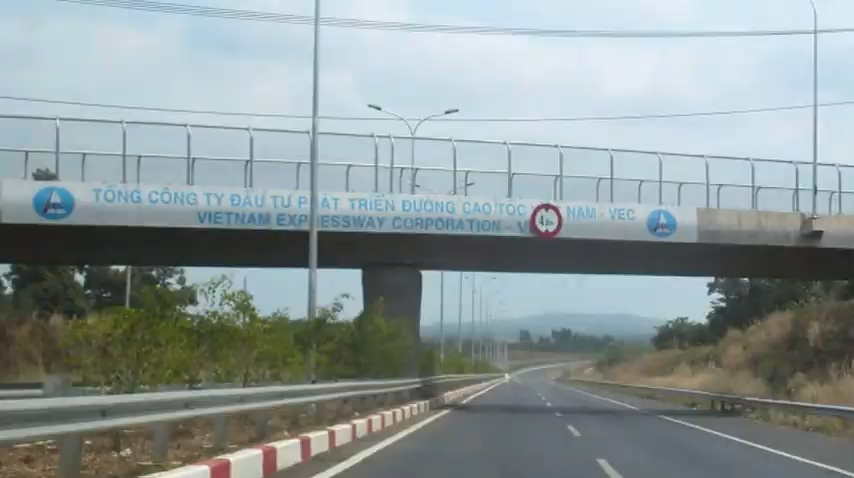 TỔNG CÔNG TY ĐẦU TƯ PHÁT TRIỂN ĐƯỜNG CAO TỐC NAM - VEC
VIETNAM EXPRESSWAY CORPORATION - V